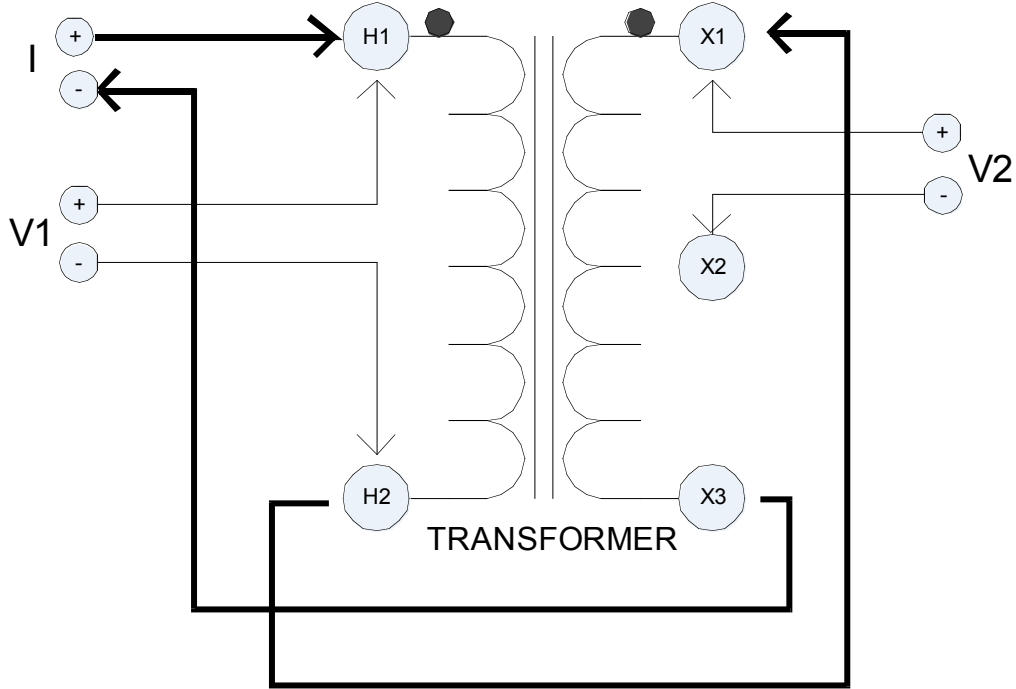 I
+
-
H1
X1
+
-
V2
V1
+
-
X2
H2
X3
TRANSFORMER